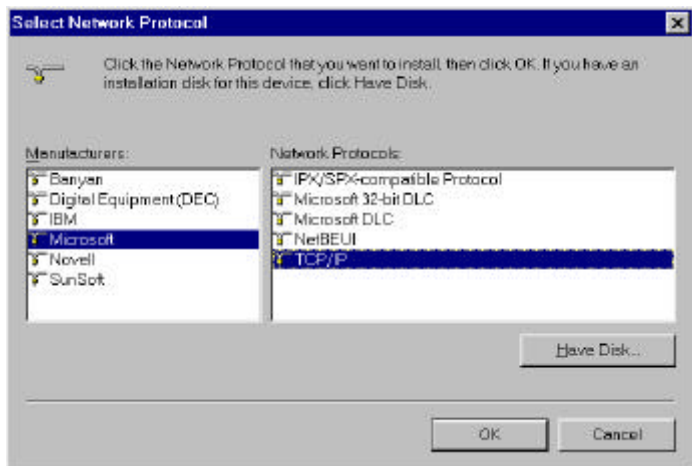 Select Network Protocol
Click the Network Protocol that you want to install, then click OK. If you have an
installation disk for this device, click Have Disk.
Manufacturers:
Banyan
Digital Equipment (DEC)
IBM
Microsoft
Novell
SunSoft
Network Protocols:
IPX/SPX-compatible Protocol
Microsoft 32-bit DLC
Microsoft DLC
NetBEUI
TCP/IP
Have Disk...
OK
Cancel